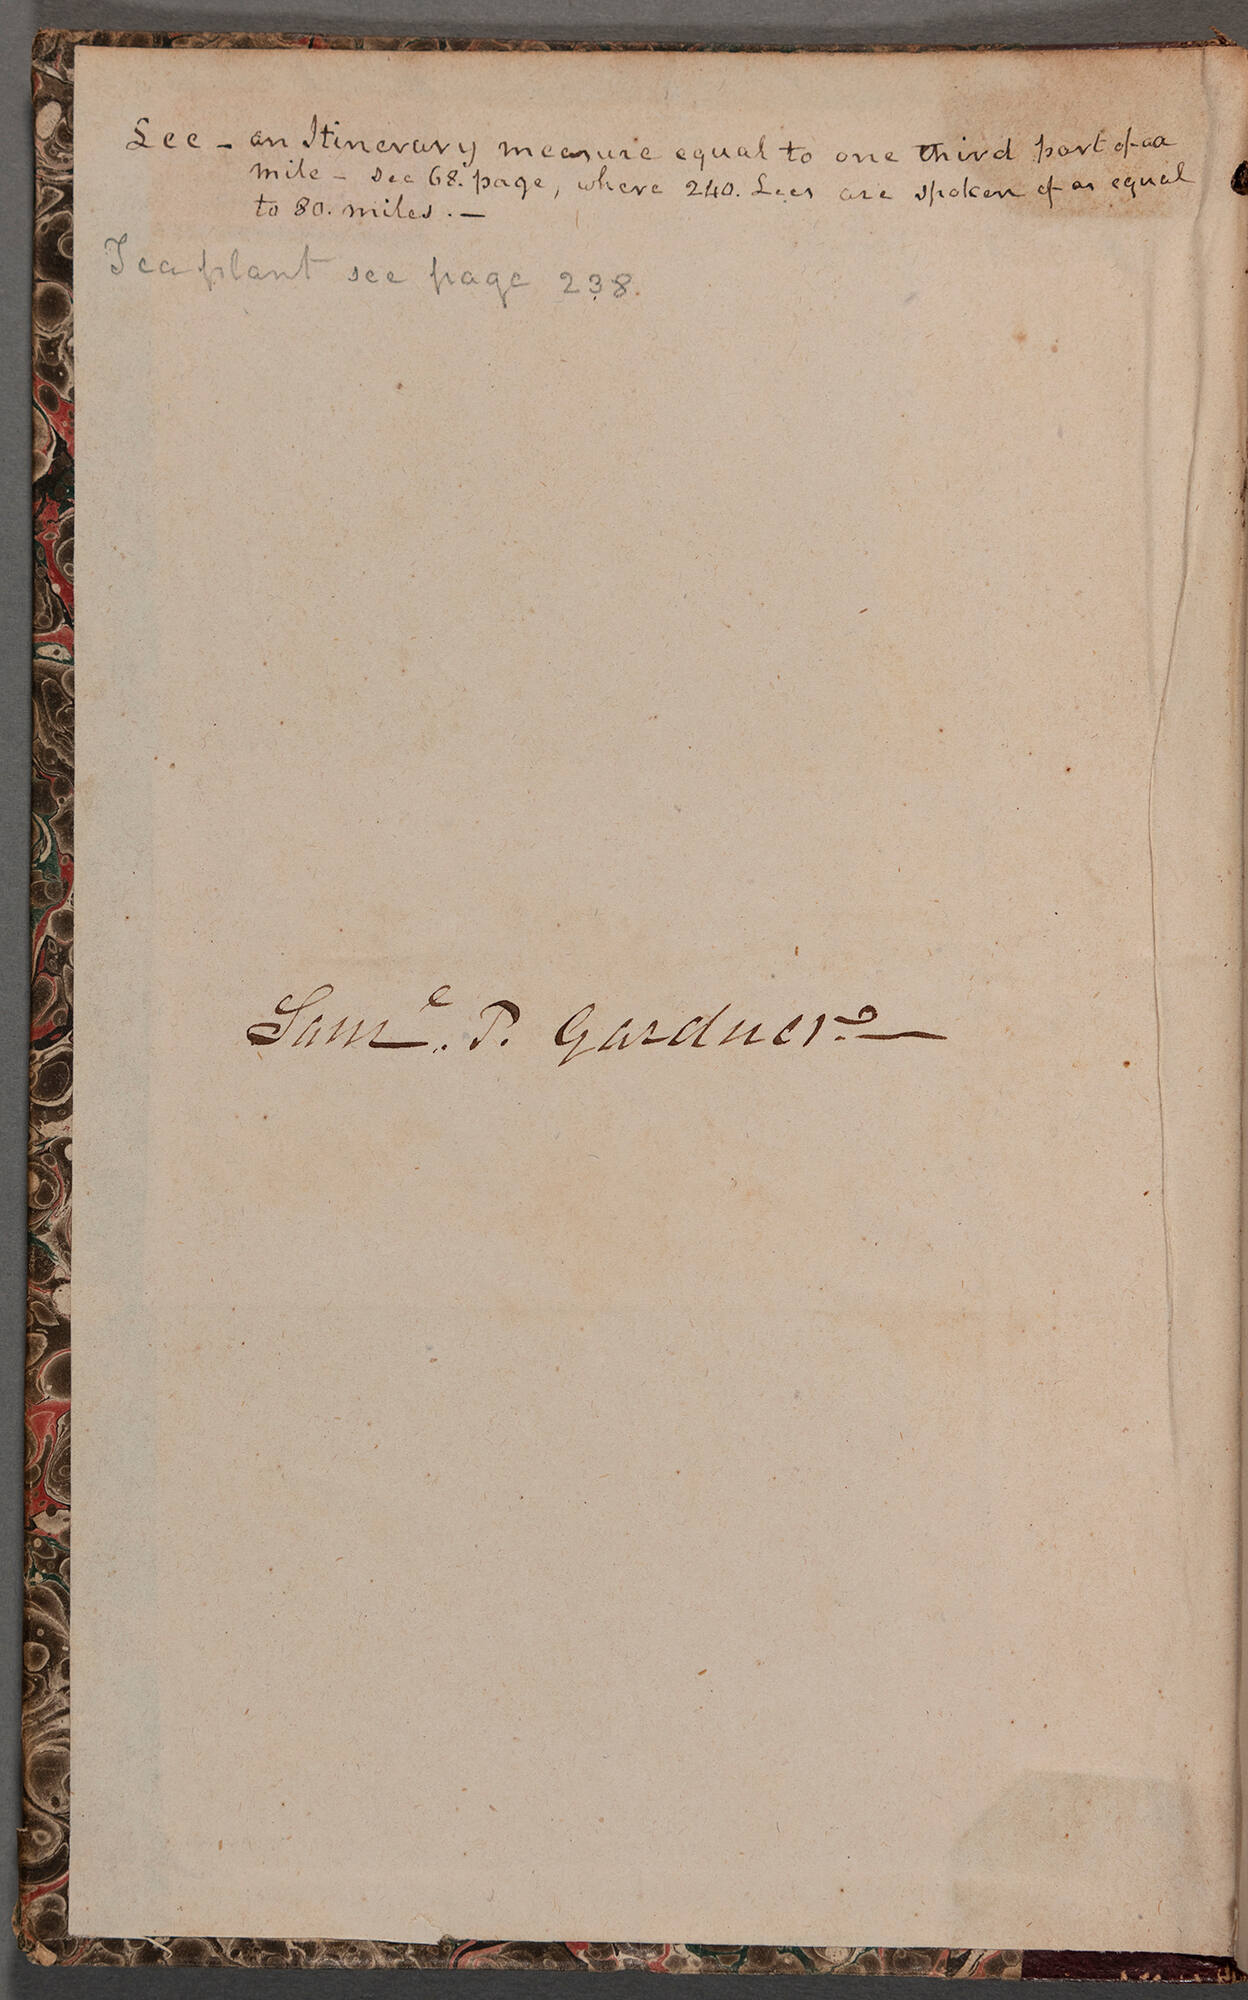 Lee – an Itinerary measure equal to one third part of a
mile – see 68. page, where 240. Lees are spoken of as equal
to 80. miles. –
Tea plant see page 238.
Saml. P. Gardner. –